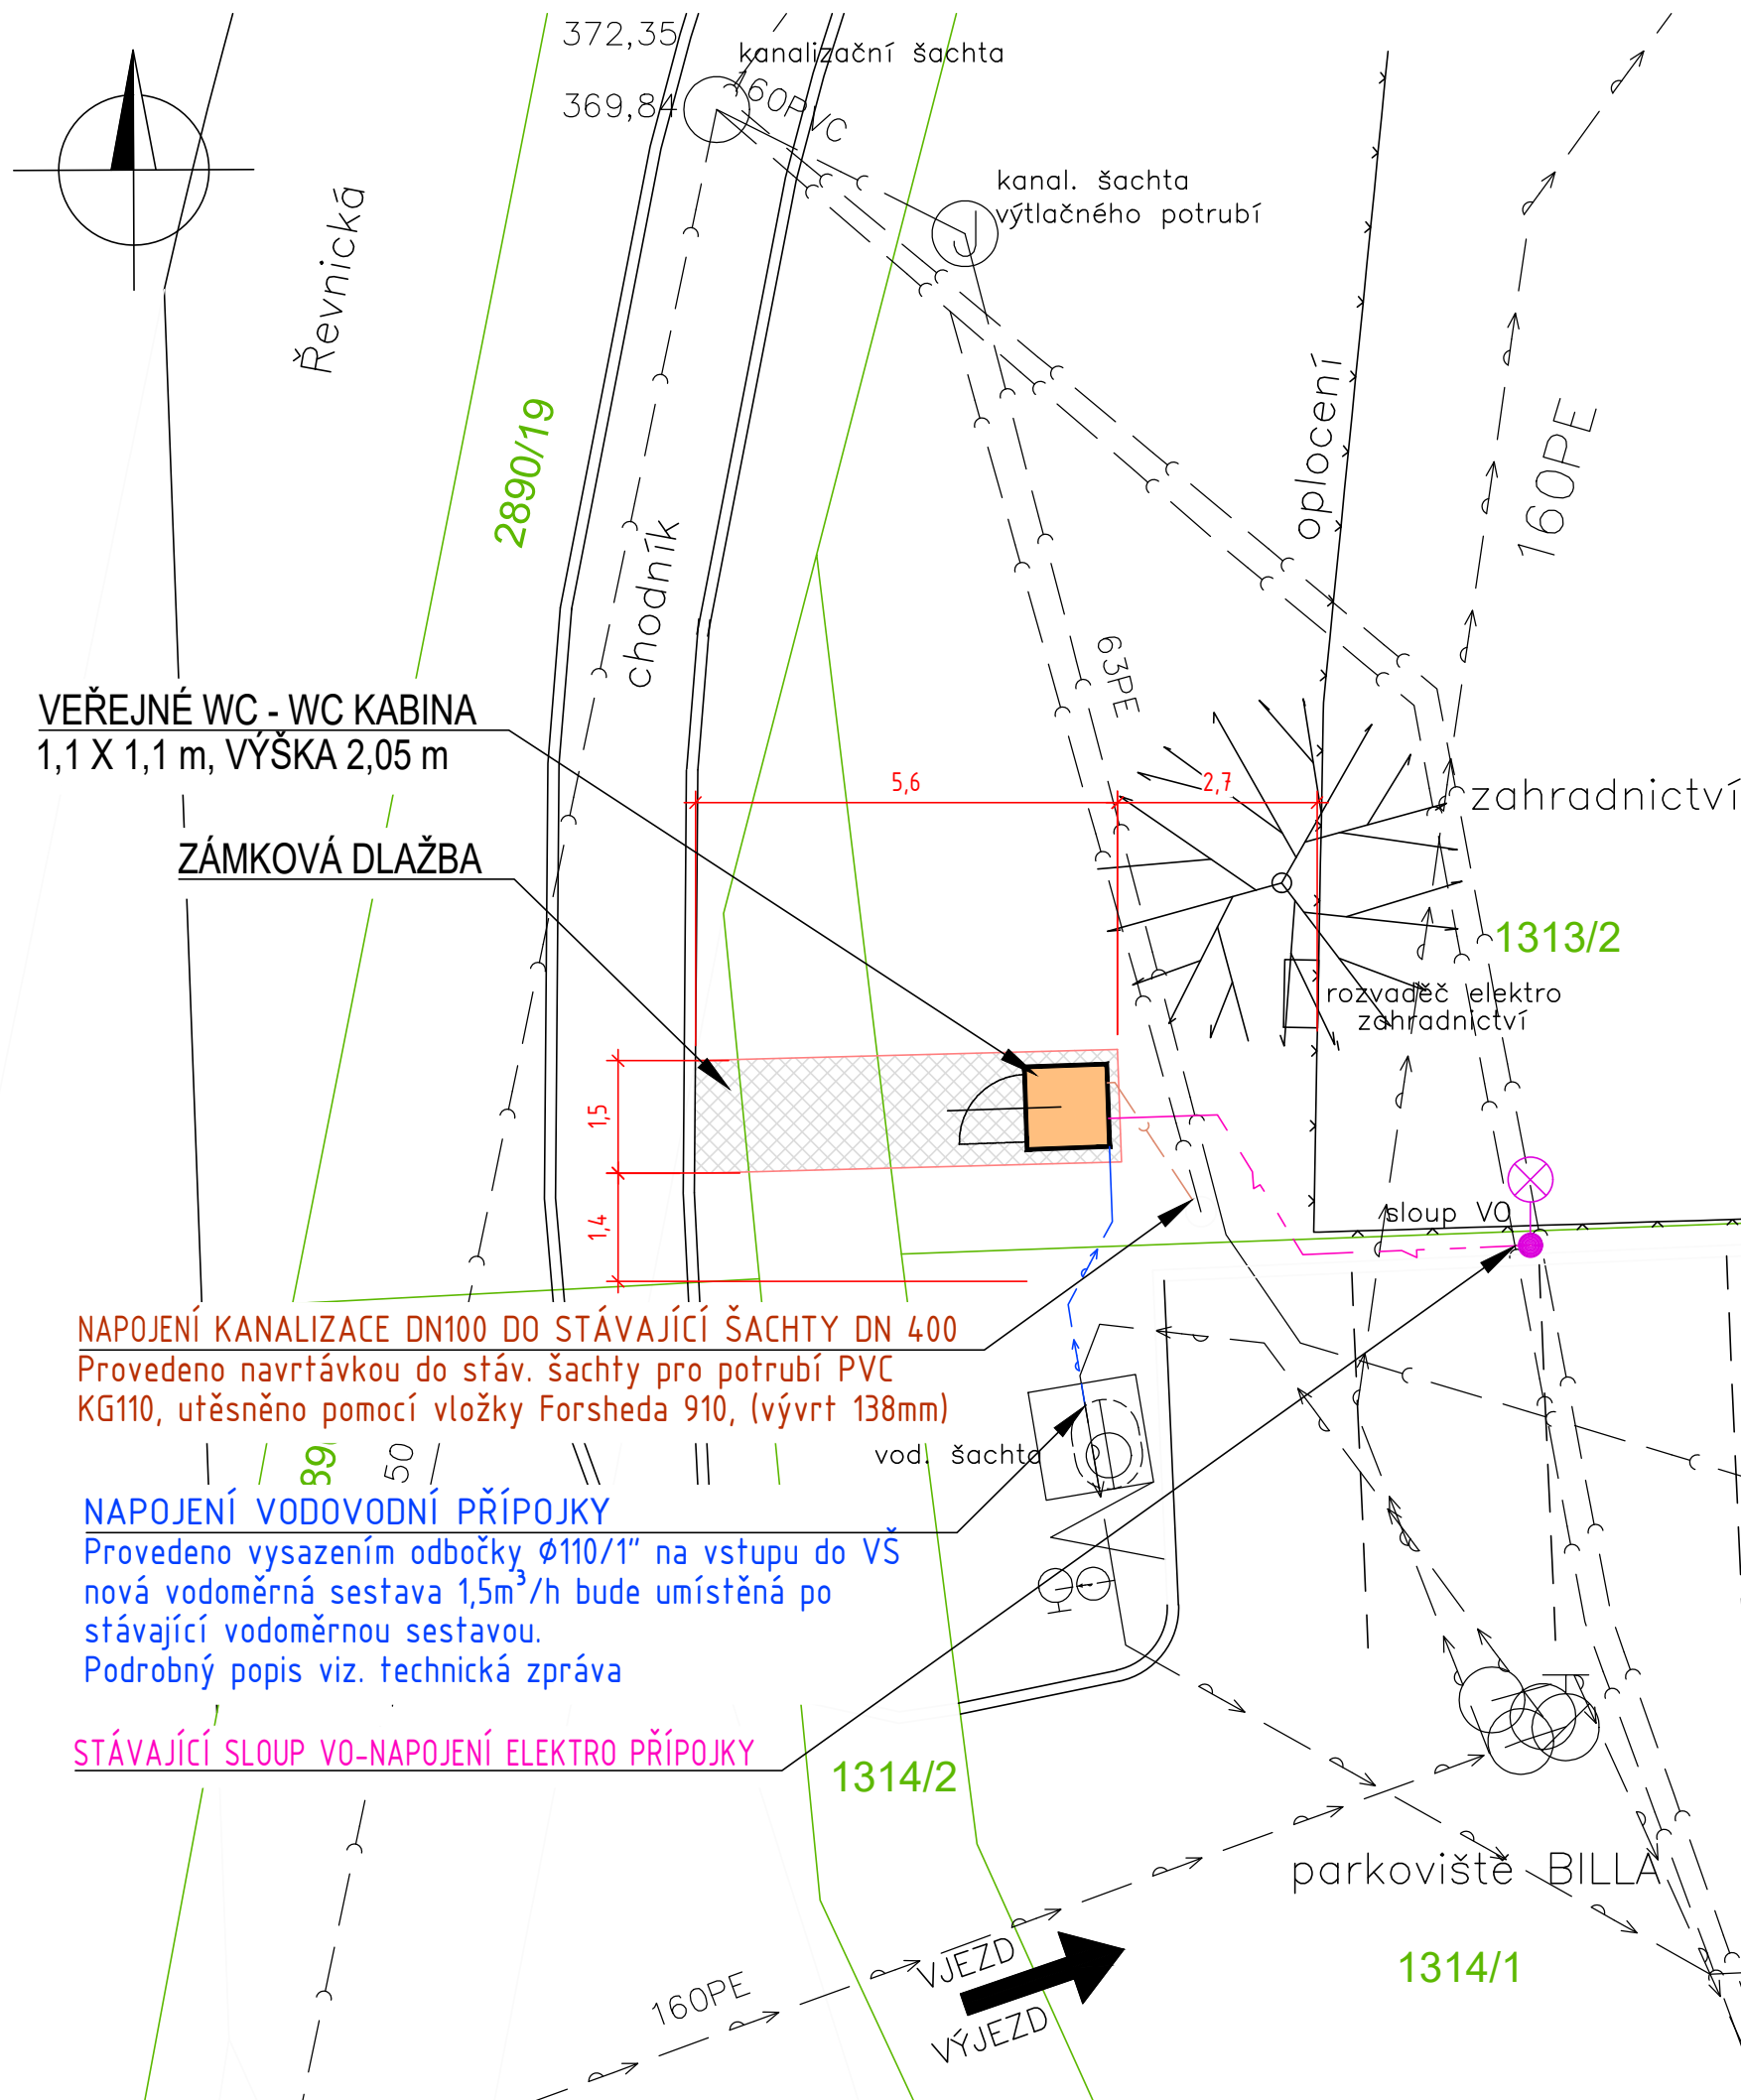 372,35
kanalizační šachta
369,84
160PVC
kanal. šachta
výtlačného potrubí
Řevnická
oplocení
2890/19
160PE
chodník
63PE
VEŘEJNÉ WC - WC KABINA
1,1 X 1,1 m, VÝŠKA 2,05 m
5,6
2,7
zahradnictví
ZÁMKOVÁ DLAŽBA
1313/2
rozvaděč elektro
zahradnictví
1,5
1,4
sloup VO
NAPOJENÍ KANALIZACE DN100 DO STÁVAJÍCÍ ŠACHTY DN 400
Provedeno navrtávkou do stáv. šachty pro potrubí PVC
KG110, utěsněno pomocí vložky Forsheda 910, (vývrt 138mm)
89
50
vod. šachta
NAPOJENÍ VODOVODNÍ PŘÍPOJKY
Provedeno vysazením odbočky Ø110/1" na vstupu do VŠ
nová vodoměrná sestava 1,5m³/h bude umístěná po
stávající vodoměrnou sestavou.
Podrobný popis viz. technická zpráva
STÁVAJÍCÍ SLOUP VO-NAPOJENÍ ELEKTRO PŘÍPOJKY
1314/2
parkoviště BILLA
1314/1
VJEZD
160PE
VÝJEZD